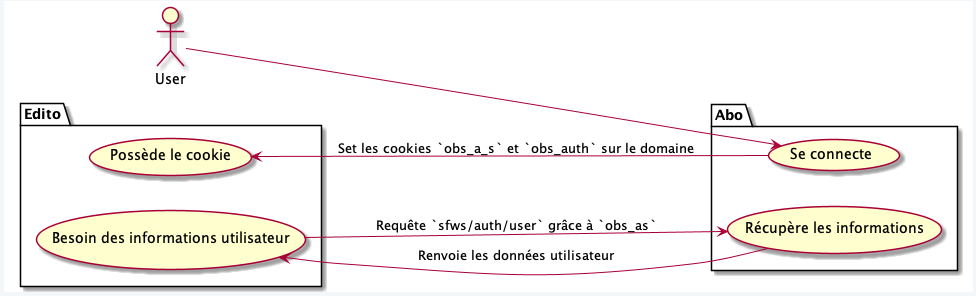 User
Edito
Abo
Possède le cookie
Set les cookies `obs_a_s` et `obs_auth` sur le domaine
Se connecte
Besoin des informations utilisateur
Requête `sfws/auth/user` grâce à `obs_as`
Récupère les informations
Renvoie les données utilisateur